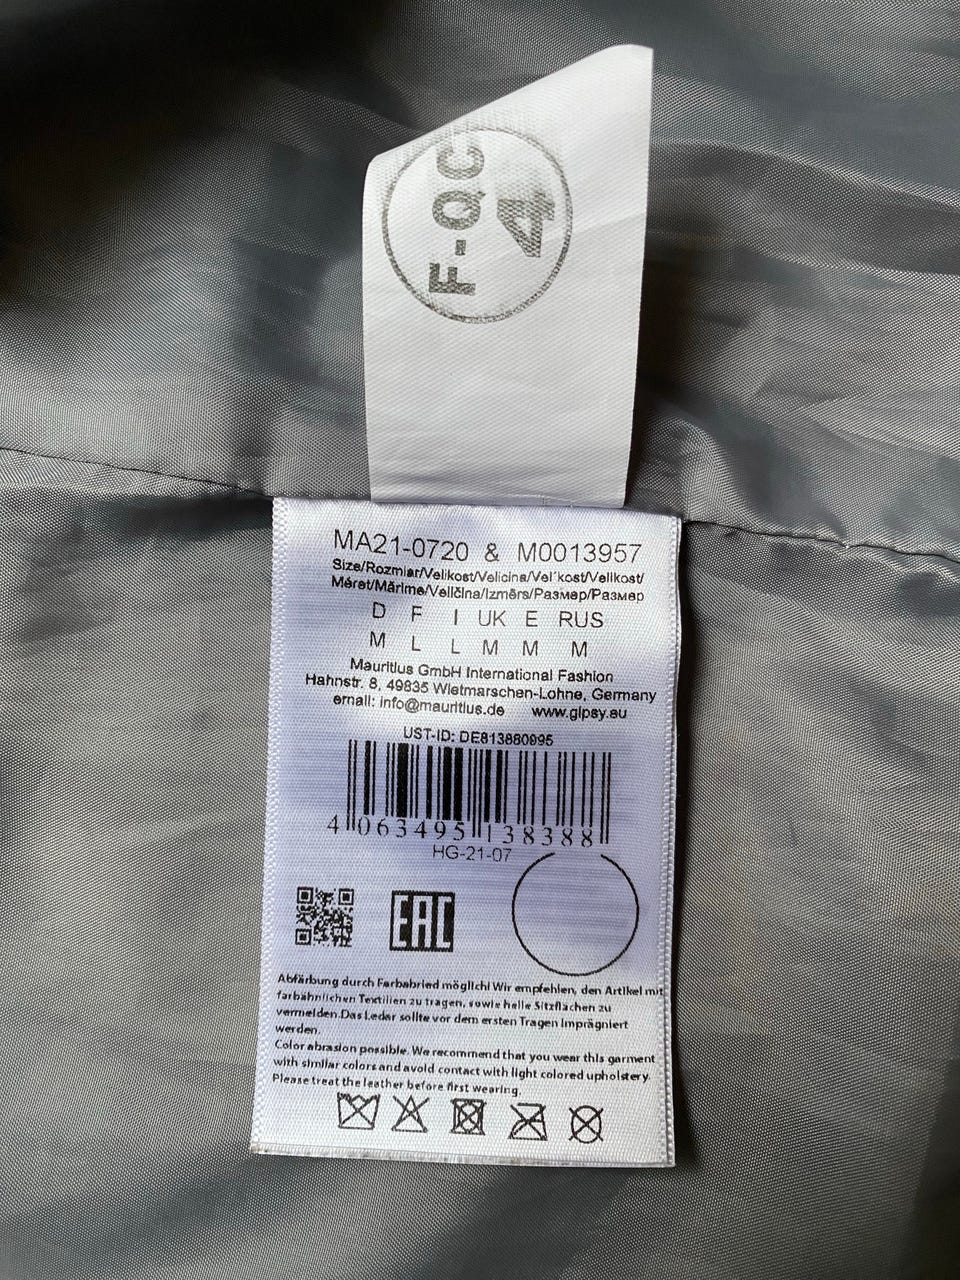 F-QC
4
MA21-0720 & M0013957
Size/Rozmiar/Velikost/Velicina/Vel´kost/Velikost/
Méret/Mărime/Veličina/Izmērs/Размер/Размер
D F I UK E RUS
M L L M M M
Mauritius GmbH International Fashion
Hahnstr. 8, 49835 Wietmarschen-Lohne, Germany
email: info@mauritius.de www.gipsy.eu
UST-ID: DE813880995
4 063495 138388
HG-21-07
EAC
Abfärbung durch Farbabried möglich! Wir empfehlen, den Artikel mit
farbähnlichen Textilien zu tragen, sowie helle Sitzflächen zu
vermeiden.Das Leder sollte vor dem ersten Tragen imprägniert
werden.
Color abrasion possible. We recommend that you wear this garment
with similar colors and avoid contact with light colored upholstery.
Please treat the leather before first wearing.